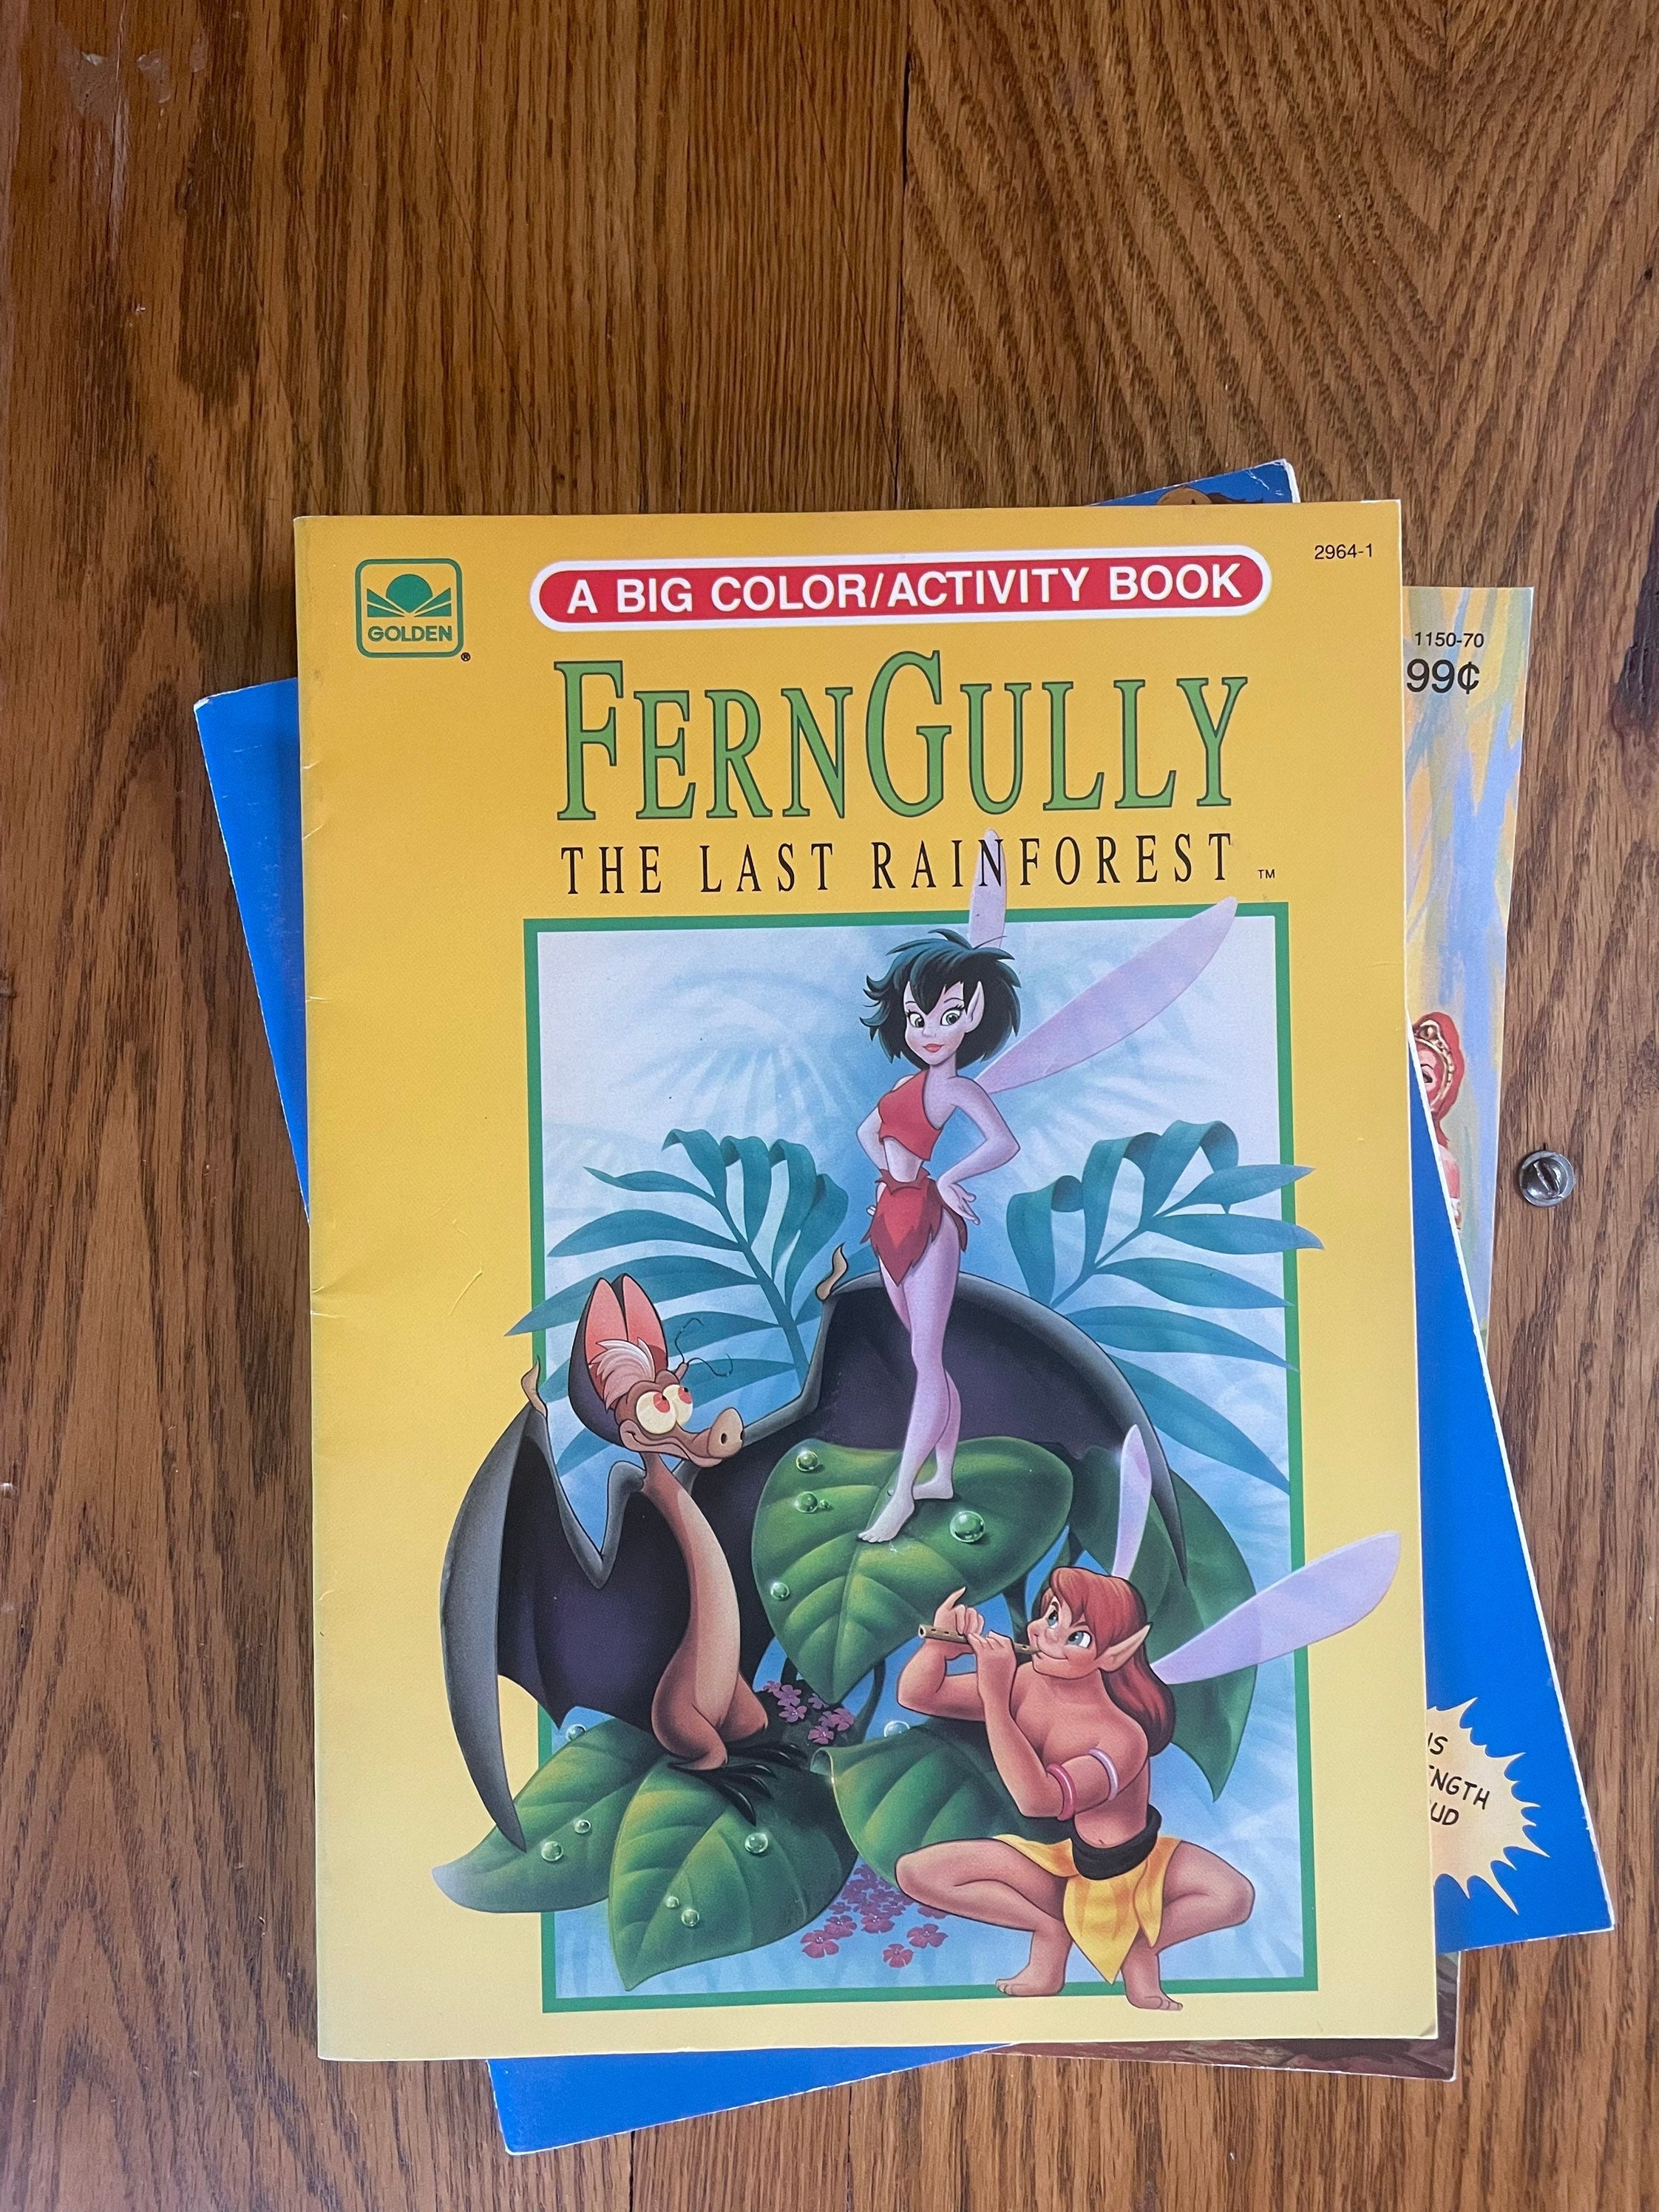 2964-1
A BIG COLOR/ACTIVITY BOOK
GOLDEN
®
FERNGULLY
THE LAST RAINFOREST ™
1150-70
99¢